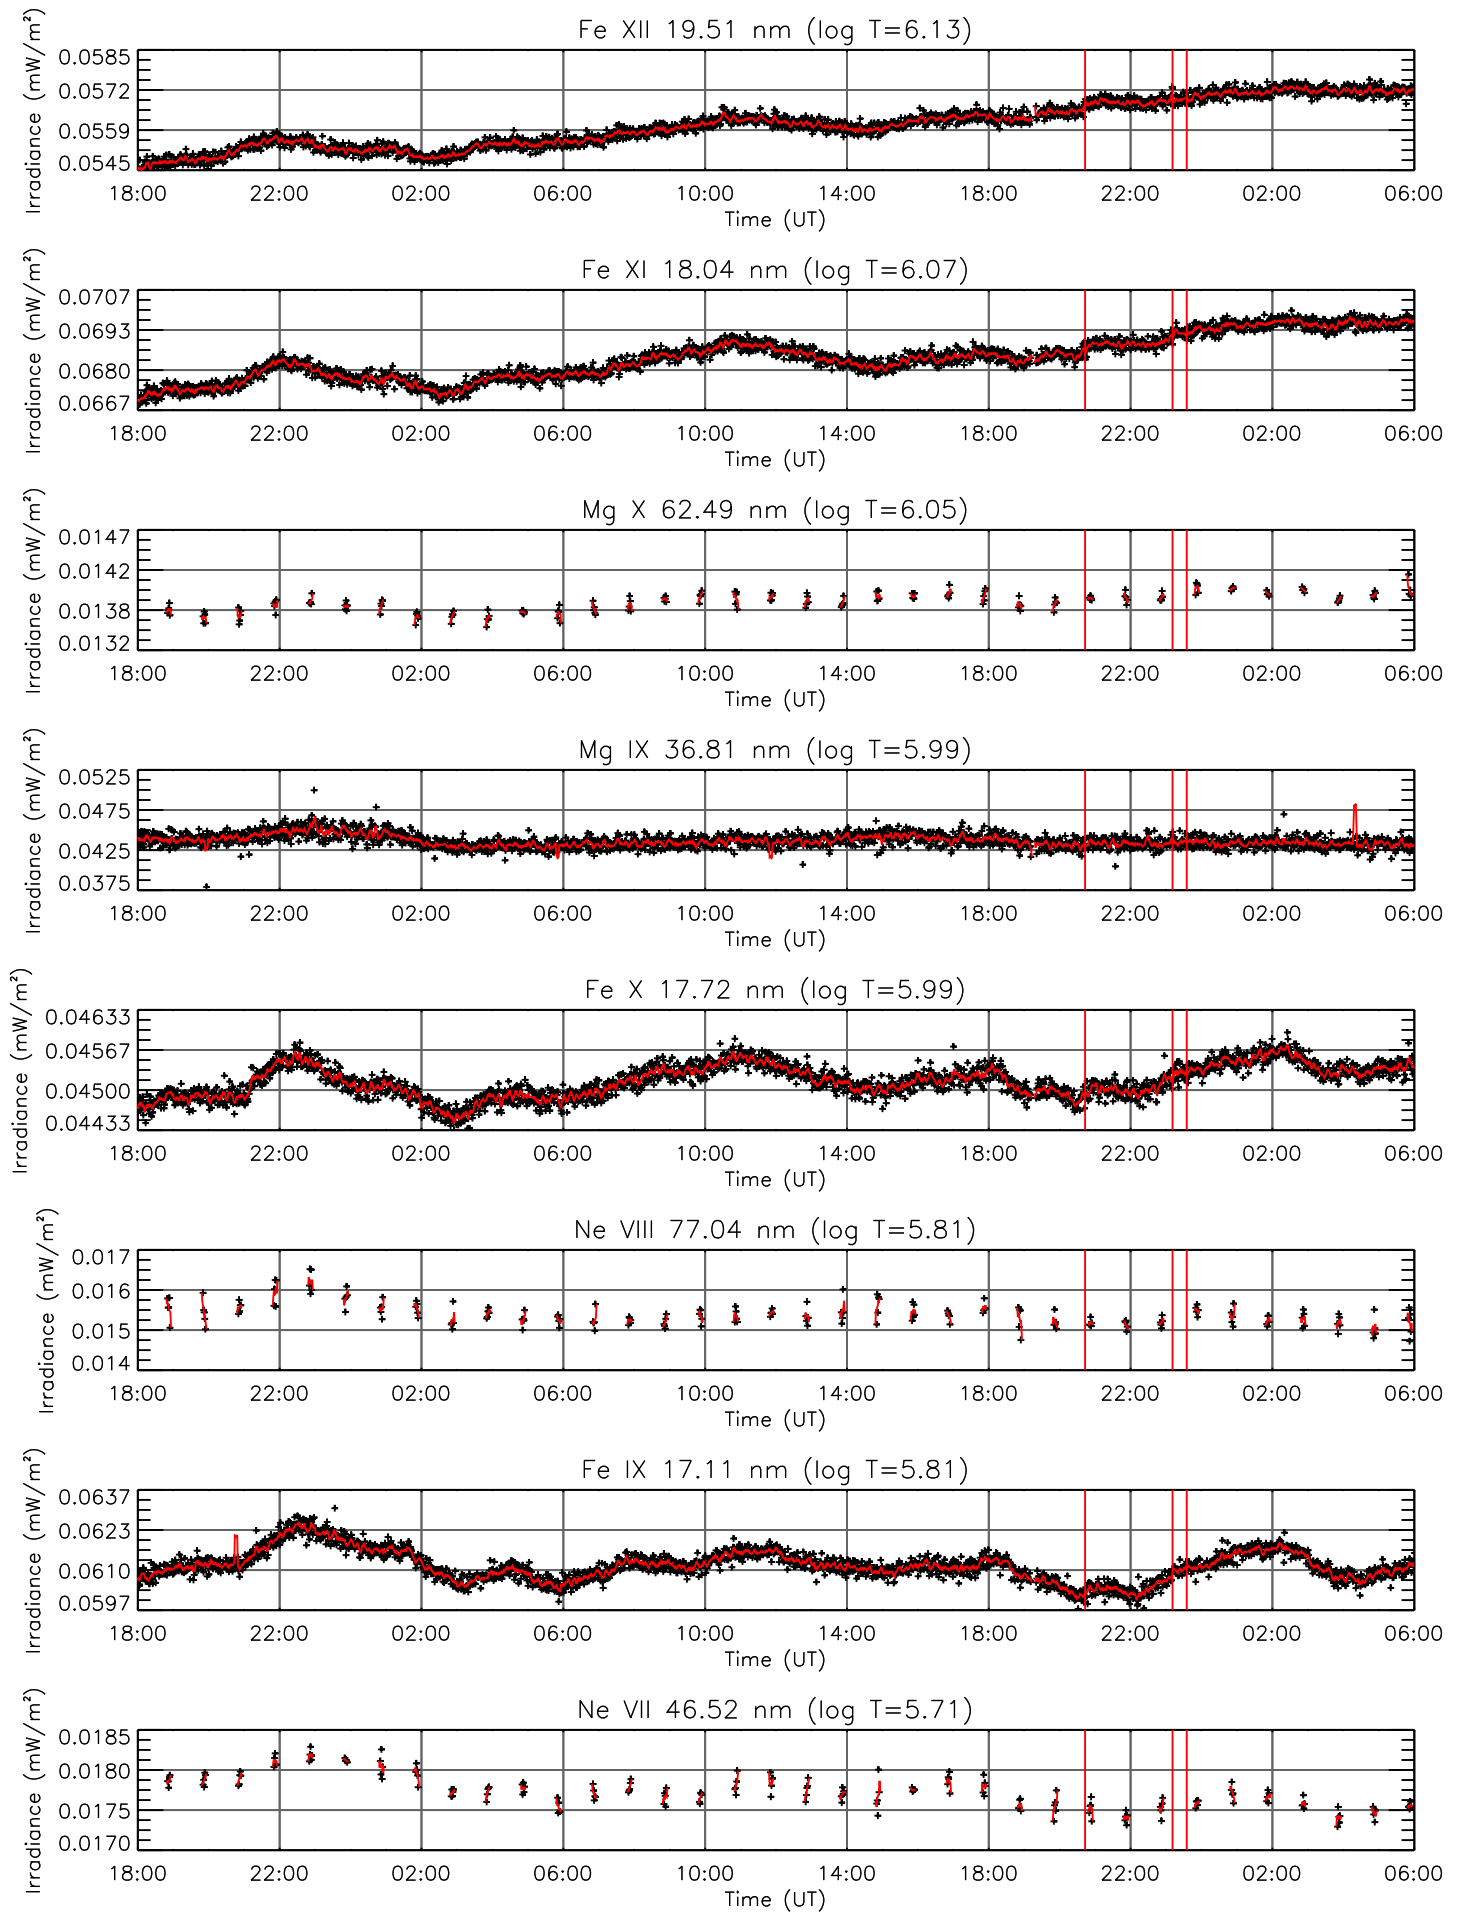 Fe XII 19.51 nm (log T=6.13)
Irradiance (mW/m²)
0.0585
0.0572
0.0559
0.0545
18:00 22:00 02:00 06:00 10:00 14:00 18:00 22:00 02:00 06:00
Time (UT)
Fe XI 18.04 nm (log T=6.07)
Irradiance (mW/m²)
0.0707
0.0693
0.0680
0.0667
18:00 22:00 02:00 06:00 10:00 14:00 18:00 22:00 02:00 06:00
Time (UT)
Mg X 62.49 nm (log T=6.05)
Irradiance (mW/m²)
0.0147
0.0142
0.0138
0.0132
18:00 22:00 02:00 06:00 10:00 14:00 18:00 22:00 02:00 06:00
Time (UT)
Mg IX 36.81 nm (log T=5.99)
Irradiance (mW/m²)
0.0525
0.0475
0.0425
0.0375
18:00 22:00 02:00 06:00 10:00 14:00 18:00 22:00 02:00 06:00
Time (UT)
Fe X 17.72 nm (log T=5.99)
Irradiance (mW/m²)
0.04633
0.04567
0.04500
0.04433
18:00 22:00 02:00 06:00 10:00 14:00 18:00 22:00 02:00 06:00
Time (UT)
Ne VIII 77.04 nm (log T=5.81)
Irradiance (mW/m²)
0.017
0.016
0.015
0.014
18:00 22:00 02:00 06:00 10:00 14:00 18:00 22:00 02:00 06:00
Time (UT)
Fe IX 17.11 nm (log T=5.81)
Irradiance (mW/m²)
0.0637
0.0623
0.0610
0.0597
18:00 22:00 02:00 06:00 10:00 14:00 18:00 22:00 02:00 06:00
Time (UT)
Ne VII 46.52 nm (log T=5.71)
Irradiance (mW/m²)
0.0185
0.0180
0.0175
0.0170
18:00 22:00 02:00 06:00 10:00 14:00 18:00 22:00 02:00 06:00
Time (UT)